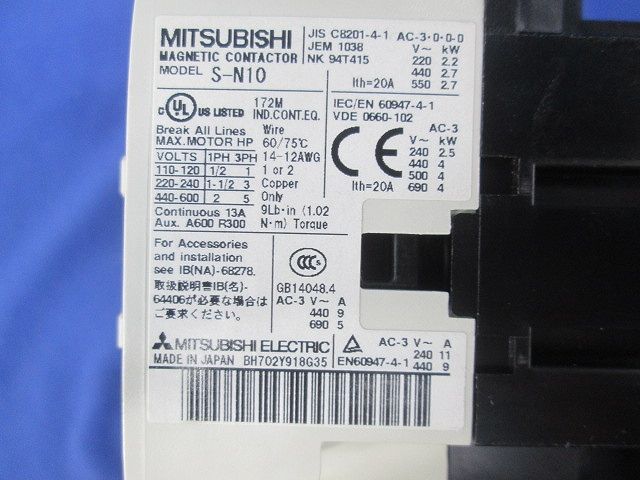 MITSUBISHI
MAGNETIC CONTACTOR
MODEL S-N10
JIS C8201-4-1 AC-3·0·0·0
JEM 1038 V~ kW
NK 94T415 220 2.2
440 2.7
Ith=20A 550 2.7
C UL US LISTED 172M
IND.CONT.EQ.
Break All Lines Wire
MAX.MOTOR HP 60/75℃
VOLTS 1PH 3PH 14-12AWG
110-120 1/2 1 1 or 2
220-240 1-1/2 3 Copper
440-600 2 5 Only
Continuous 13A 9Lb·in (1.02
Aux. A600 R300 N·m) Torque
IEC/EN 60947-4-1
VDE 0660-102
AC-3
CE V~ kW
240 2.5
440 4
500 4
Ith=20A 690 4
For Accessories
and installation
see IB(NA)-68278.
取扱説明書IB(名)-
64406が必要な場合は
ご要求ください。
CCC
GB14048.4
AC-3 V~ A
440 9
690 5
MITSUBISHI ELECTRIC
MADE IN JAPAN BH702Y918G35
AC-3 V~ A
240 11
EN60947-4-1 440 9